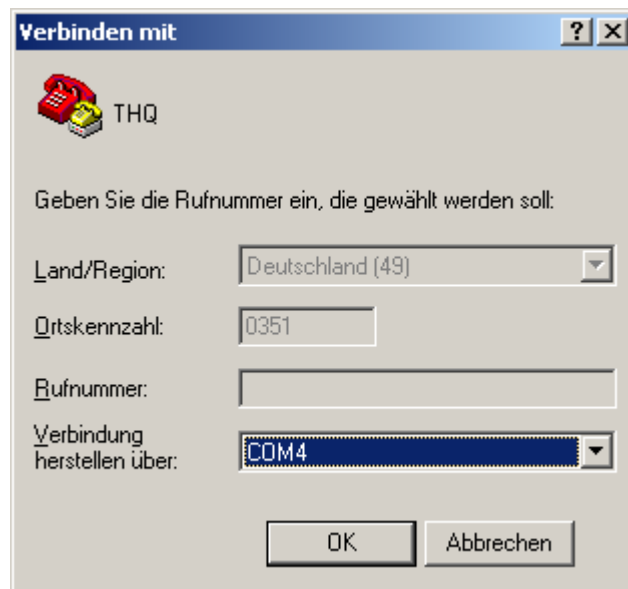 Verbinden mit
THQ
Geben Sie die Rufnummer ein, die gewählt werden soll:
Land/Region: Deutschland (49)
Ortskennzahl: 0351
Rufnummer:
Verbindung
herstellen über: COM4
OK Abbrechen